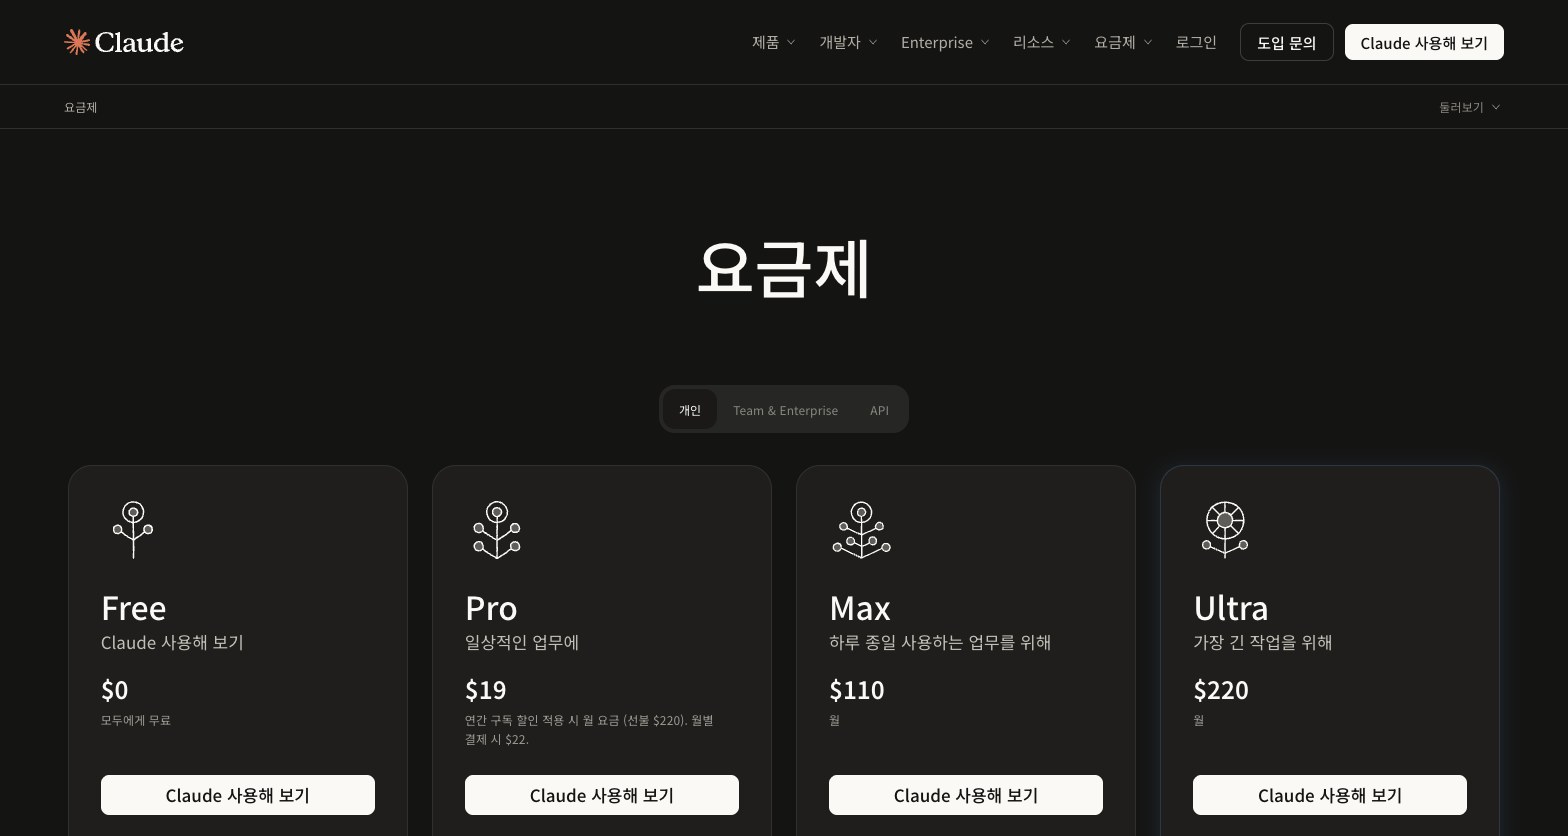 Claude
제품
개발자
Enterprise
리소스
요금제
로그인
도입 문의
Claude 사용해 보기
요금제
둘러보기
요금제
개인
Team & Enterprise
API
Free
Claude 사용해 보기
$0
모두에게 무료
Claude 사용해 보기
Pro
일상적인 업무에
$19
연간 구독 할인 적용 시 월 요금 (선불 $220). 월별
결제 시 $22.
Claude 사용해 보기
Max
하루 종일 사용하는 업무를 위해
$110
월
Claude 사용해 보기
Ultra
가장 긴 작업을 위해
$220
월
Claude 사용해 보기